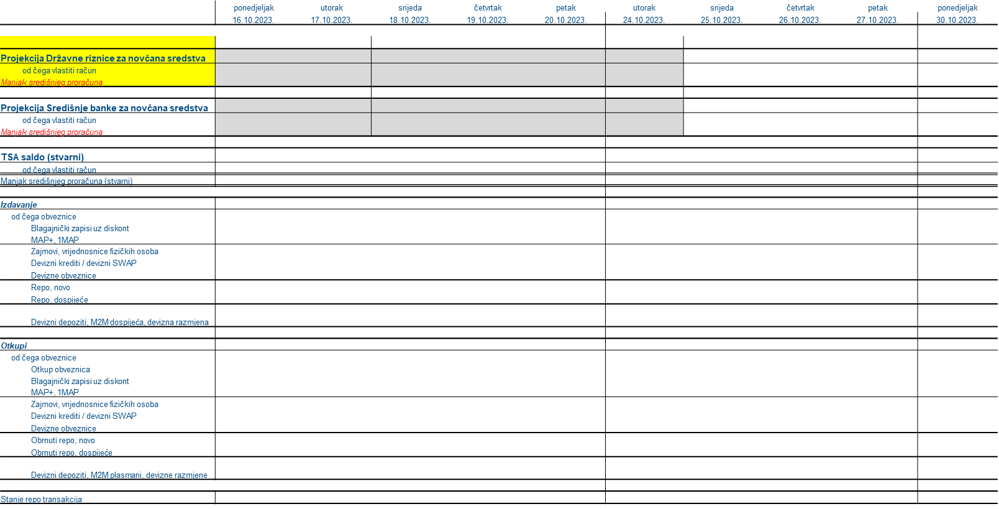 ponedjeljak utorak srijeda četvrtak petak utorak srijeda četvrtak petak ponedjeljak
16.10.2023. 17.10.2023. 18.10.2023. 19.10.2023. 20.10.2023. 24.10.2023. 25.10.2023. 26.10.2023. 27.10.2023. 30.10.2023.
Projekcija Državne riznice za novčana sredstva
od čega vlastiti račun
Manjak središnjeg proračuna
Projekcija Središnje banke za novčana sredstva
od čega vlastiti račun
Manjak središnjeg proračuna
TSA saldo (stvarni)
od čega vlastiti račun
Manjak središnjeg proračuna (stvarni)
Izdavanje
od čega obveznice
Blagajnički zapisi uz diskont
MAP+, 1MAP
Zajmovi, vrijednosnice fizičkih osoba
Devizni krediti / devizni SWAP
Devizne obveznice
Repo, novo
Repo, dospijeće
Devizni depoziti, M2M dospijeća, devizna razmjena
Otkupi
od čega obveznice
Otkup obveznica
Blagajnički zapisi uz diskont
MAP+, 1MAP
Zajmovi, vrijednosnice fizičkih osoba
Devizni krediti / devizni SWAP
Devizne obveznice
Obrnuti repo, novo
Obrnuti repo, dospijeće
Devizni depoziti, M2M plasmani, devizne razmjene
Stanje repo transakcija